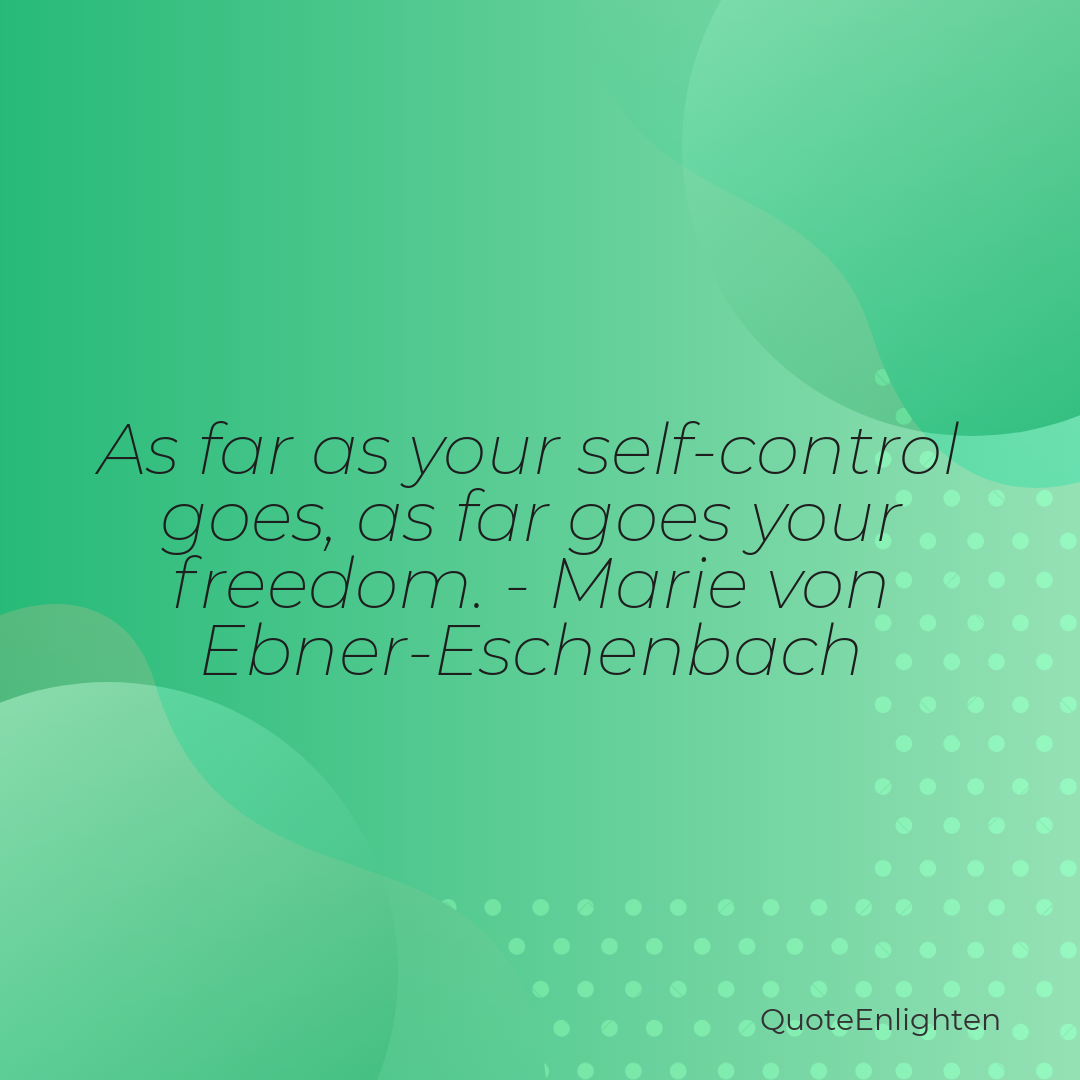 As far as your self-control
goes, as far goes your
freedom. - Marie von
Ebner-Eschenbach
QuoteEnlighten